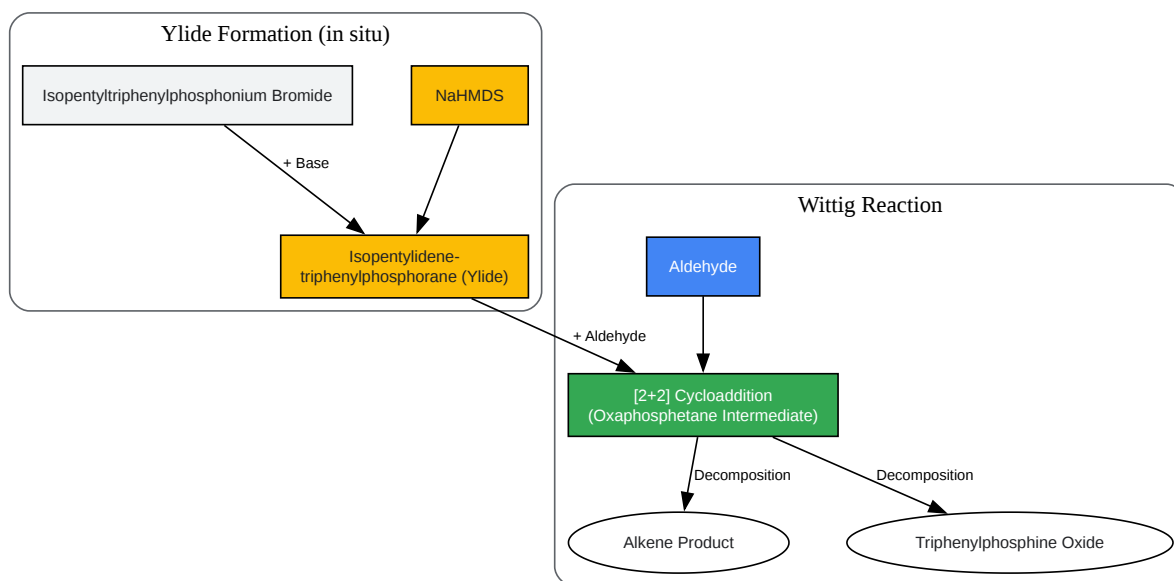 Ylide Formation (in situ)
Isopentyltriphenylphosphonium Bromide
NaHMDS
+ Base
Isopentylidene-
triphenylphosphorane (Ylide)
Wittig Reaction
Aldehyde
+ Aldehyde
[2+2] Cycloaddition
(Oxaphosphetane Intermediate)
Decomposition
Decomposition
Alkene Product
Triphenylphosphine Oxide